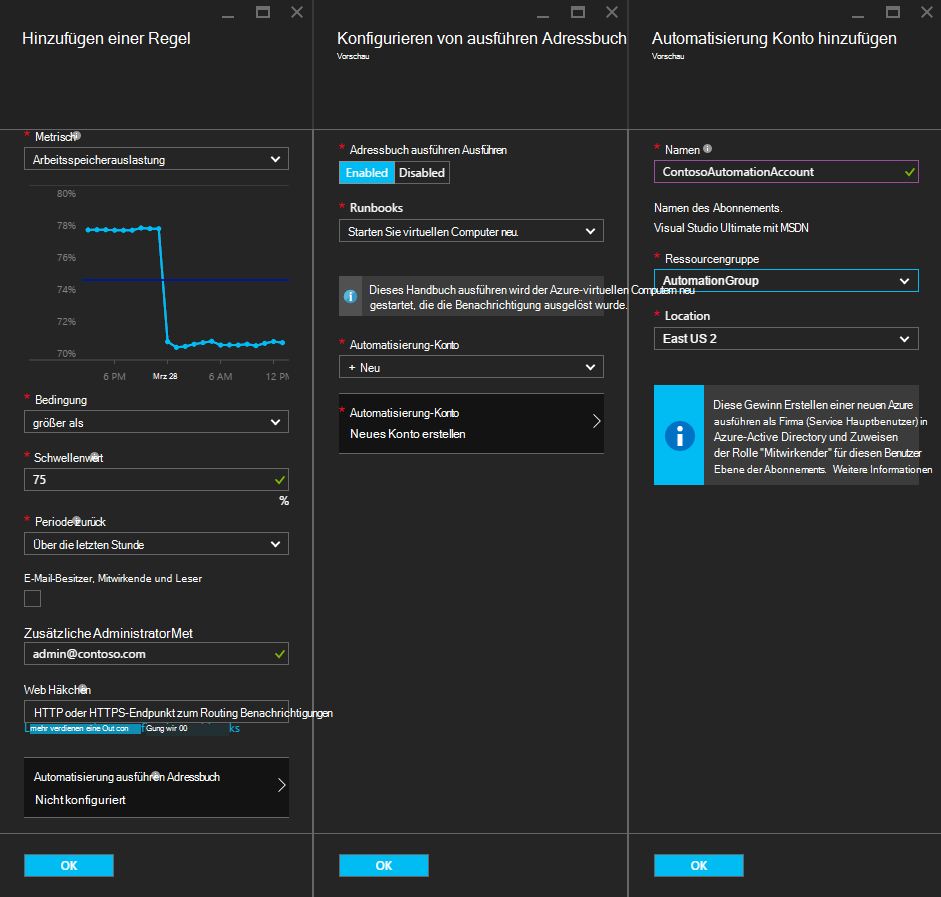 Hinzufügen einer Regel
* Metrisch
Arbeitsspeicherauslastung
80%
78%
76%
74%
72%
70%
6 PM
Mrz 28
6 AM
12 PM
* Bedingung
größer als
* Schwellenwert
75
%
* Periode zurück
Über die letzten Stunde
E-Mail-Besitzer, Mitwirkende und Leser
Zusätzliche Administrator Met
admin@contoso.com
Web Häkchen
HTTP oder HTTPS-Endpunkt zum Routing Benachrichtigungen
mehr verdienen eine Out con
Gung wir 00
ks
Automatisierung ausführen Adressbuch
Nicht konfiguriert
OK
Konfigurieren von ausführen Adressbuch
Vorschau
* Adressbuch ausführen Ausführen
Enabled Disabled
* Runbooks
Starten Sie virtuellen Computer neu.
Dieses Handbuch ausführen wird der Azure-virtuellen Computern neu
gestartet, die die Benachrichtigung ausgelöst wurde.
* Automatisierung-Konto
+ Neu
* Automatisierung-Konto
Neues Konto erstellen
OK
Automatisierung Konto hinzufügen
Vorschau
* Namen
ContosoAutomationAccount
Namen des Abonnements.
Visual Studio Ultimate mit MSDN
* Ressourcengruppe
AutomationGroup
* Location
East US 2
Diese Gewinn Erstellen einer neuen Azure
ausführen als Firma (Service Hauptbenutzer) in
Azure-Active Directory und Zuweisen
der Rolle "Mitwirkender" für diesen Benutzer
Ebene der Abonnements. Weitere Informationen
OK